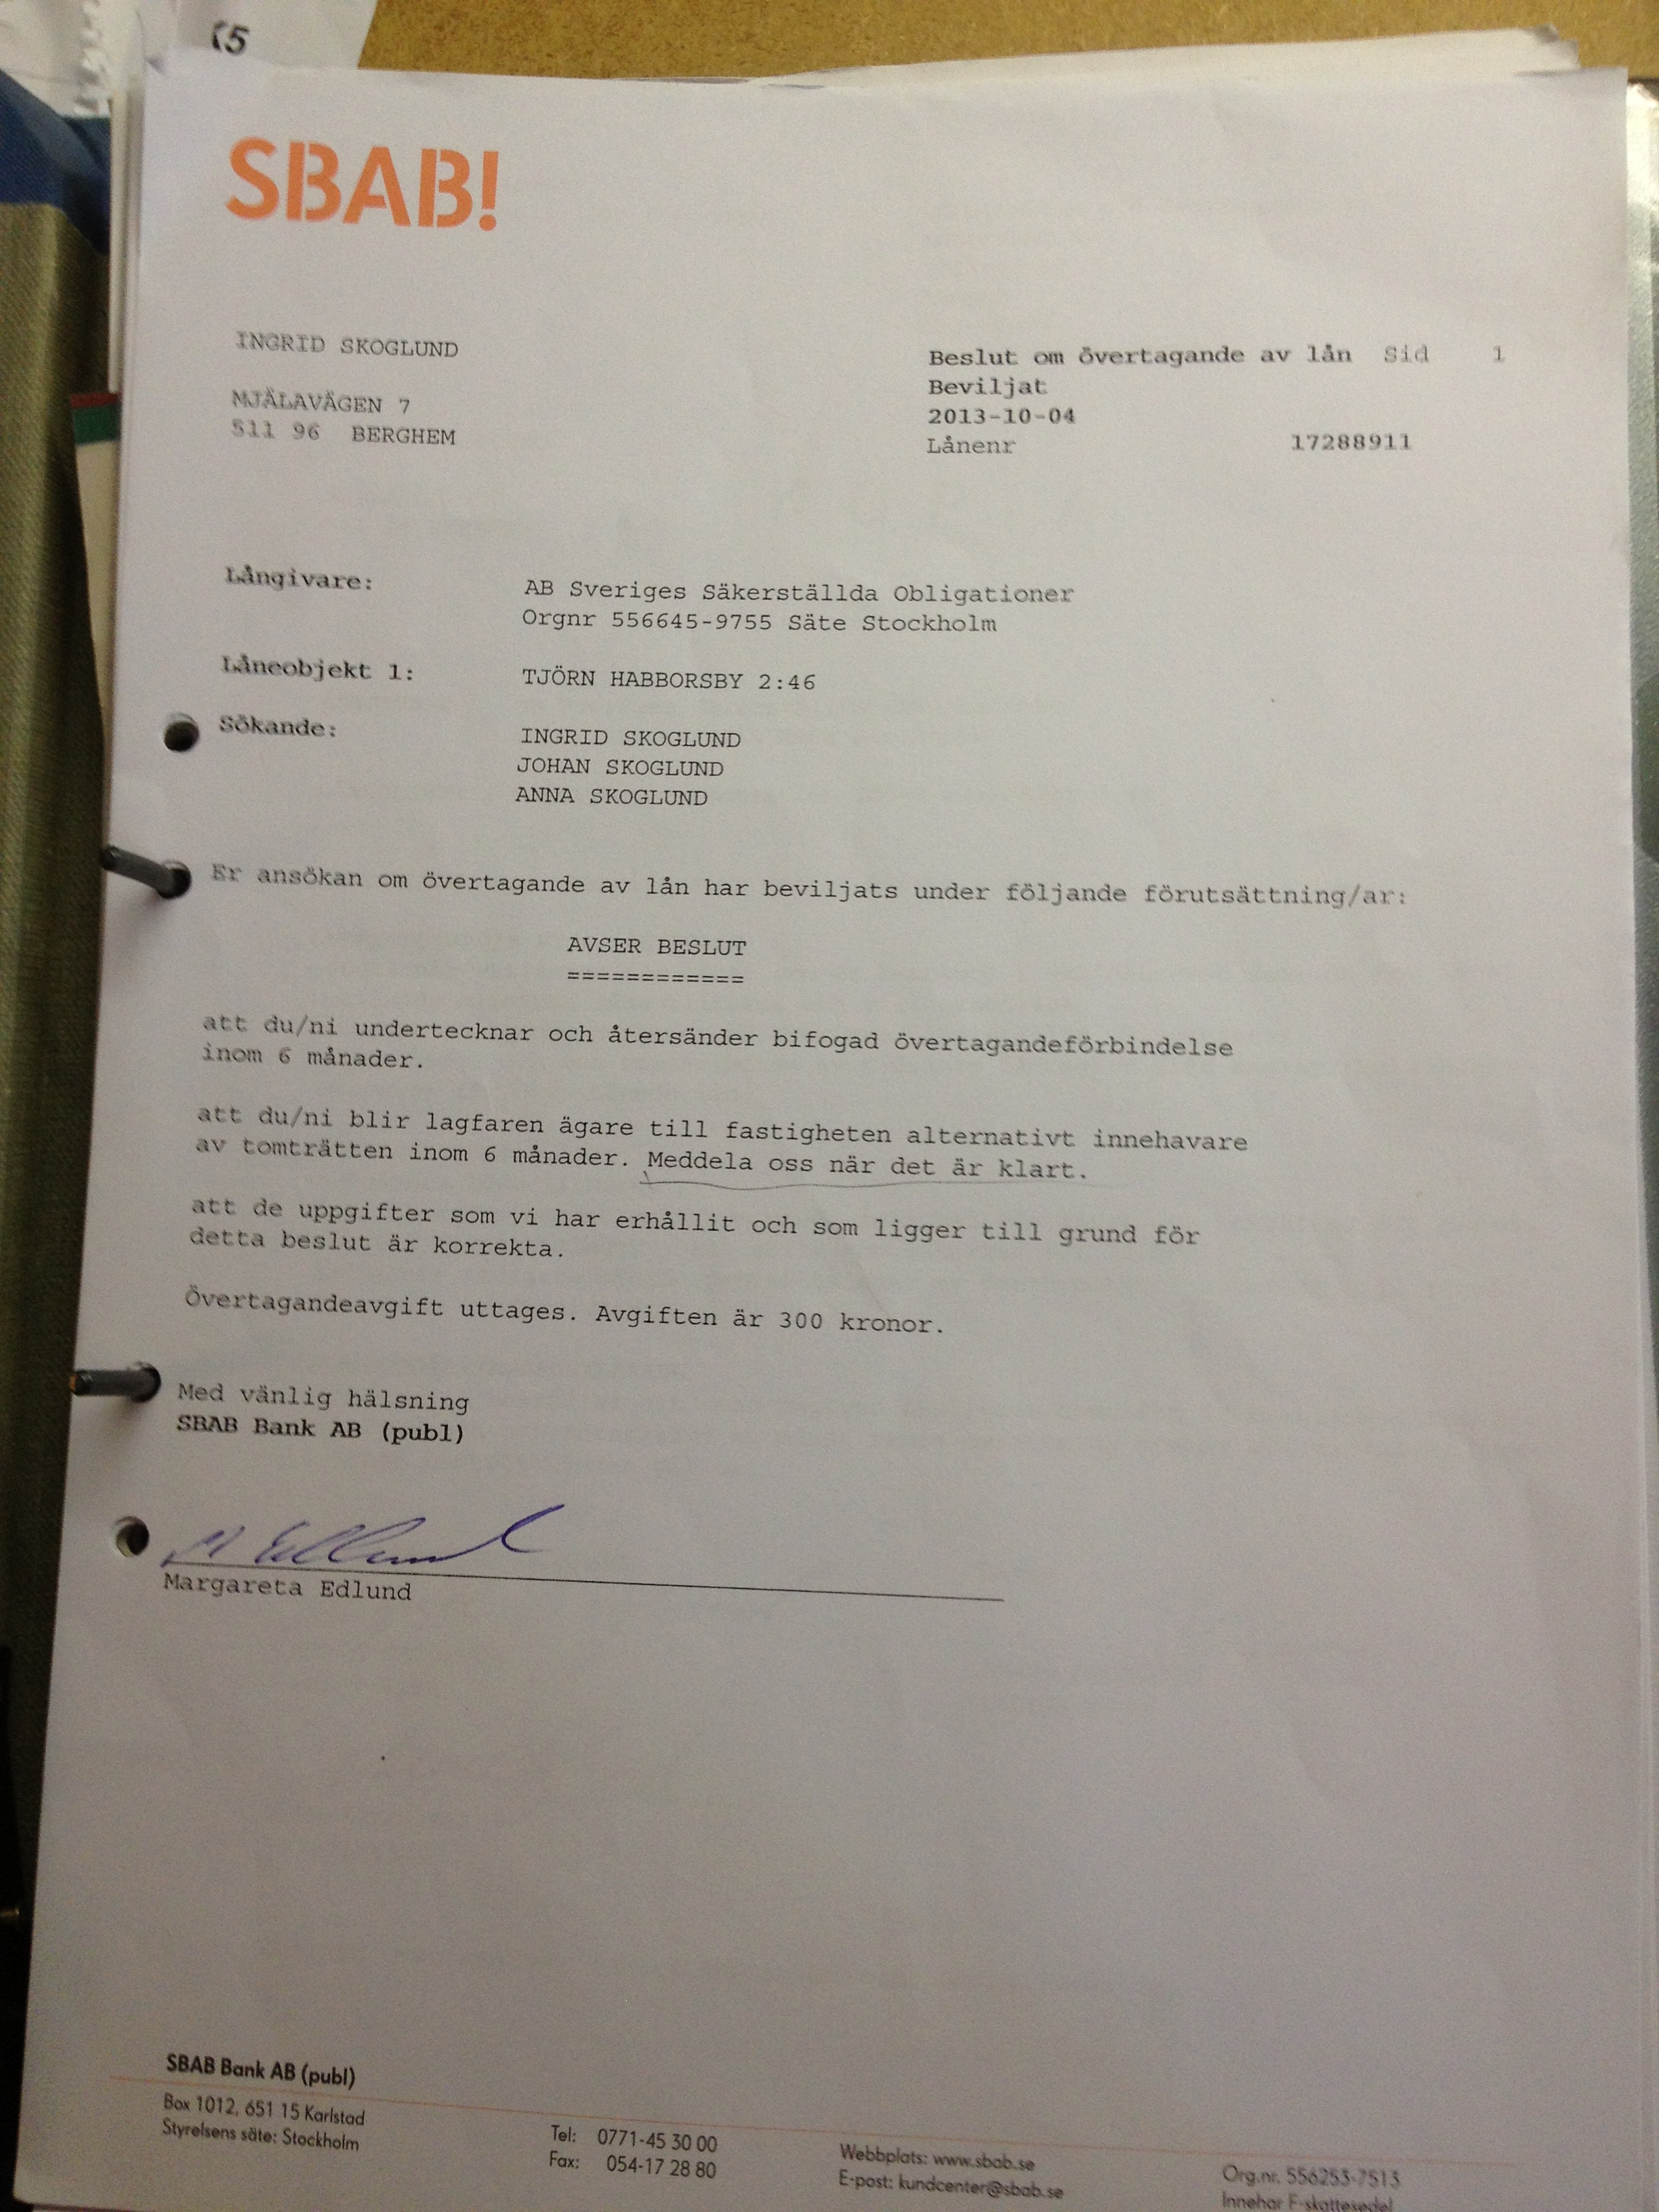 SBAB!
INGRID SKOGLUND
MJÄLAVÄGEN 7
511 96 BERGHEM
Beslut om övertagande av lån Sid 1
Beviljat
2013-10-04
Lånenr 17288911
Långivare: AB Sveriges Säkerställda Obligationer
Orgnr 556645-9755 Säte Stockholm
Låneobjekt 1: TJÖRN HABBORSBY 2:46
Sökande: INGRID SKOGLUND
JOHAN SKOGLUND
ANNA SKOGLUND
Er ansökan om övertagande av lån har beviljats under följande förutsättning/ar:
AVSER BESLUT
============
att du/ni undertecknar och återsänder bifogad övertagandeförbindelse
inom 6 månader.
att du/ni blir lagfaren ägare till fastigheten alternativt innehavare
av tomträtten inom 6 månader. Meddela oss när det är klart.
att de uppgifter som vi har erhållit och som ligger till grund för
detta beslut är korrekta.
Övertagandeavgift uttages. Avgiften är 300 kronor.
Med vänlig hälsning
SBAB Bank AB (publ)
M Edlund
Margareta Edlund
SBAB Bank AB (publ)
Box 1012, 651 15 Karlstad
Styrelsens säte: Stockholm
Tel: 0771-45 30 00
Fax: 054-17 28 80
Webbplats: www.sbab.se
E-post: kundcenter@sbab.se
Org.nr. 556253-7513
Innehar F-skattesedel